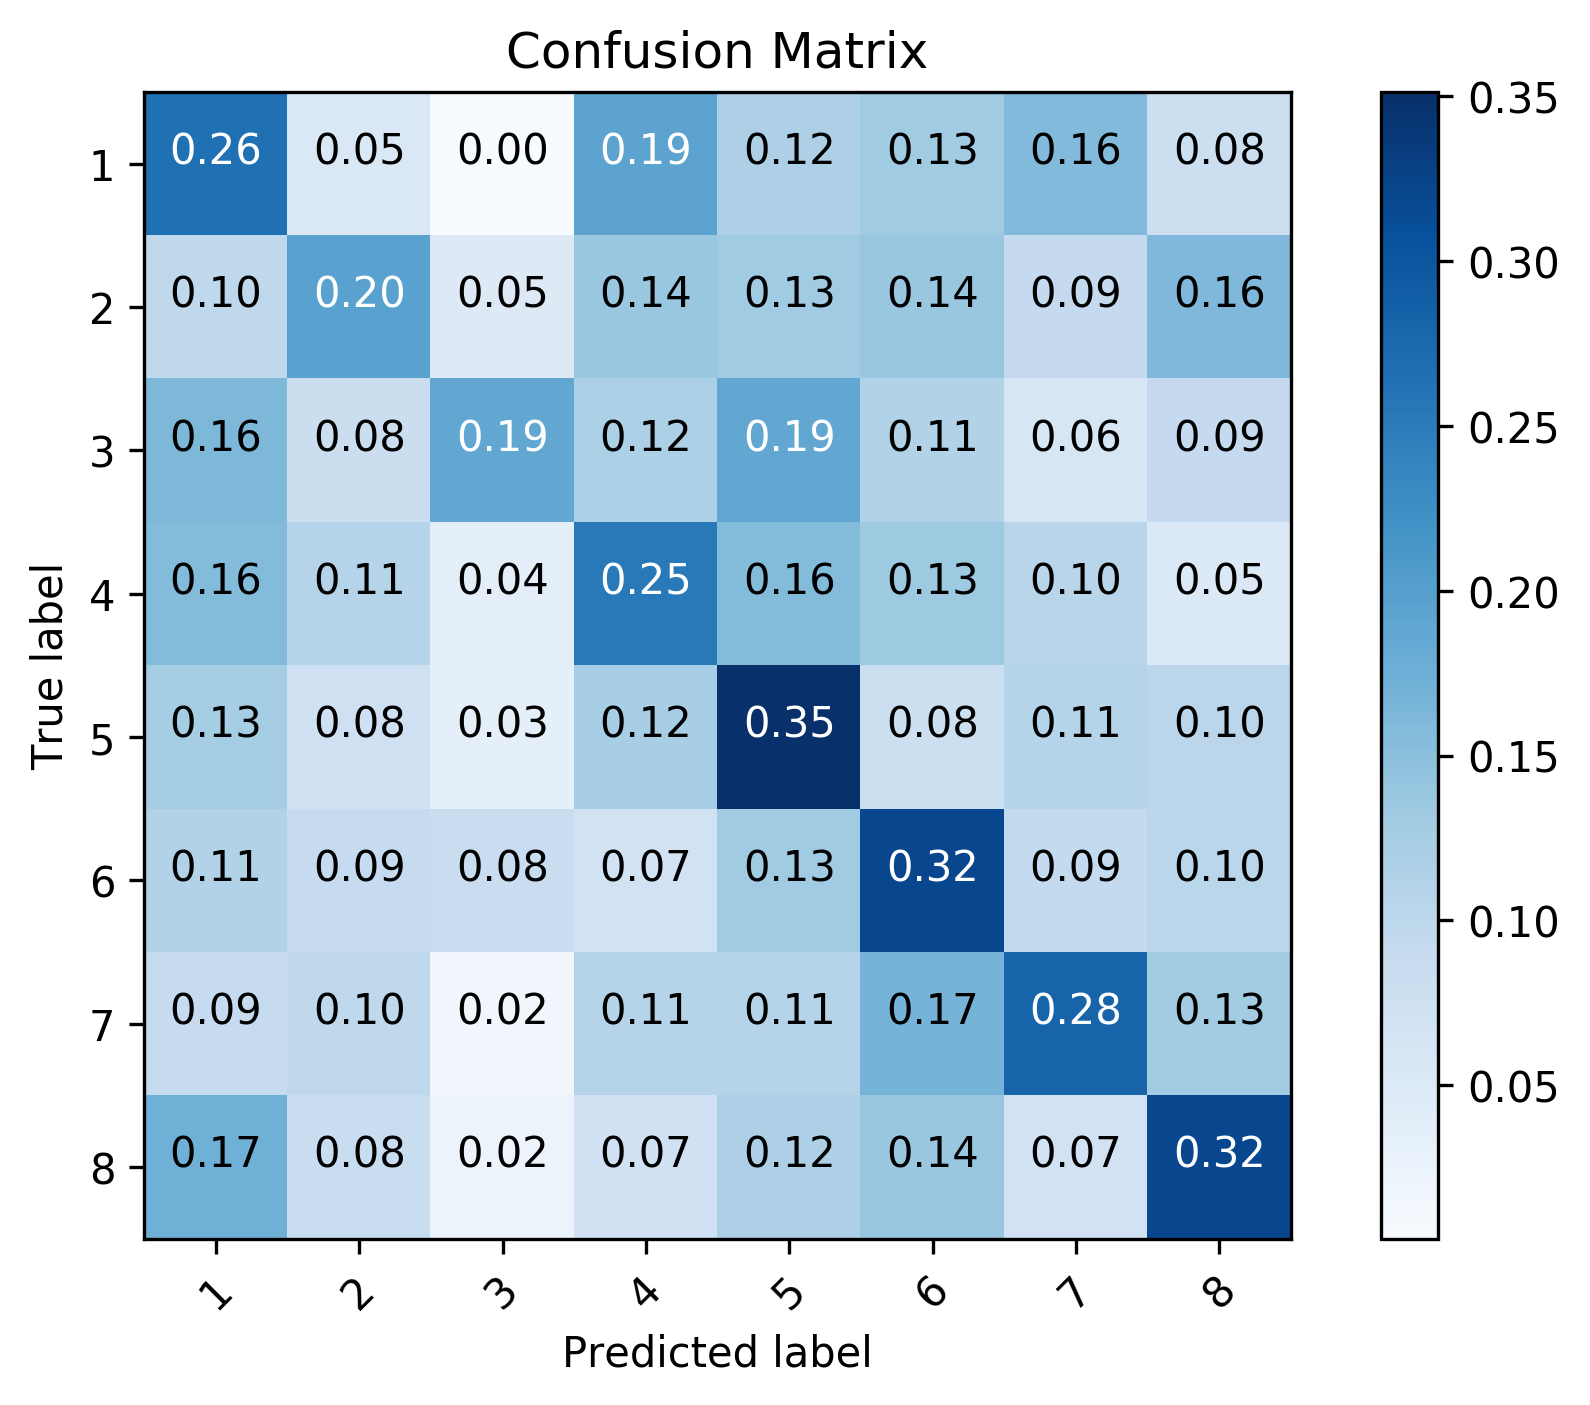 Confusion Matrix
True label
1 0.26 0.05 0.00 0.19 0.12 0.13 0.16 0.08
2 0.10 0.20 0.05 0.14 0.13 0.14 0.09 0.16
3 0.16 0.08 0.19 0.12 0.19 0.11 0.06 0.09
4 0.16 0.11 0.04 0.25 0.16 0.13 0.10 0.05
5 0.13 0.08 0.03 0.12 0.35 0.08 0.11 0.10
6 0.11 0.09 0.08 0.07 0.13 0.32 0.09 0.10
7 0.09 0.10 0.02 0.11 0.11 0.17 0.28 0.13
8 0.17 0.08 0.02 0.07 0.12 0.14 0.07 0.32
1 2 3 4 5 6 7 8
Predicted label
0.35
0.30
0.25
0.20
0.15
0.10
0.05